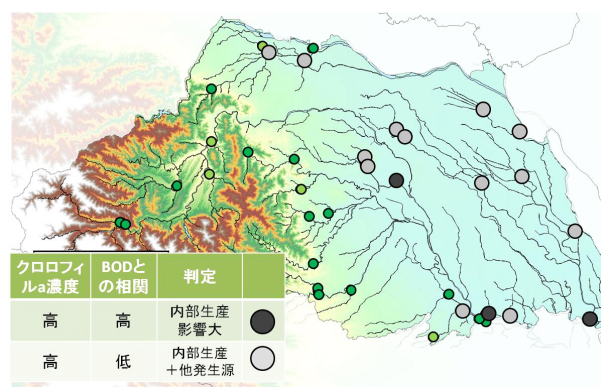 クロロフィ
ルa濃度
BODと
の相関
判定
高
高
内部生産
影響大
高
低
内部生産
＋他発生源